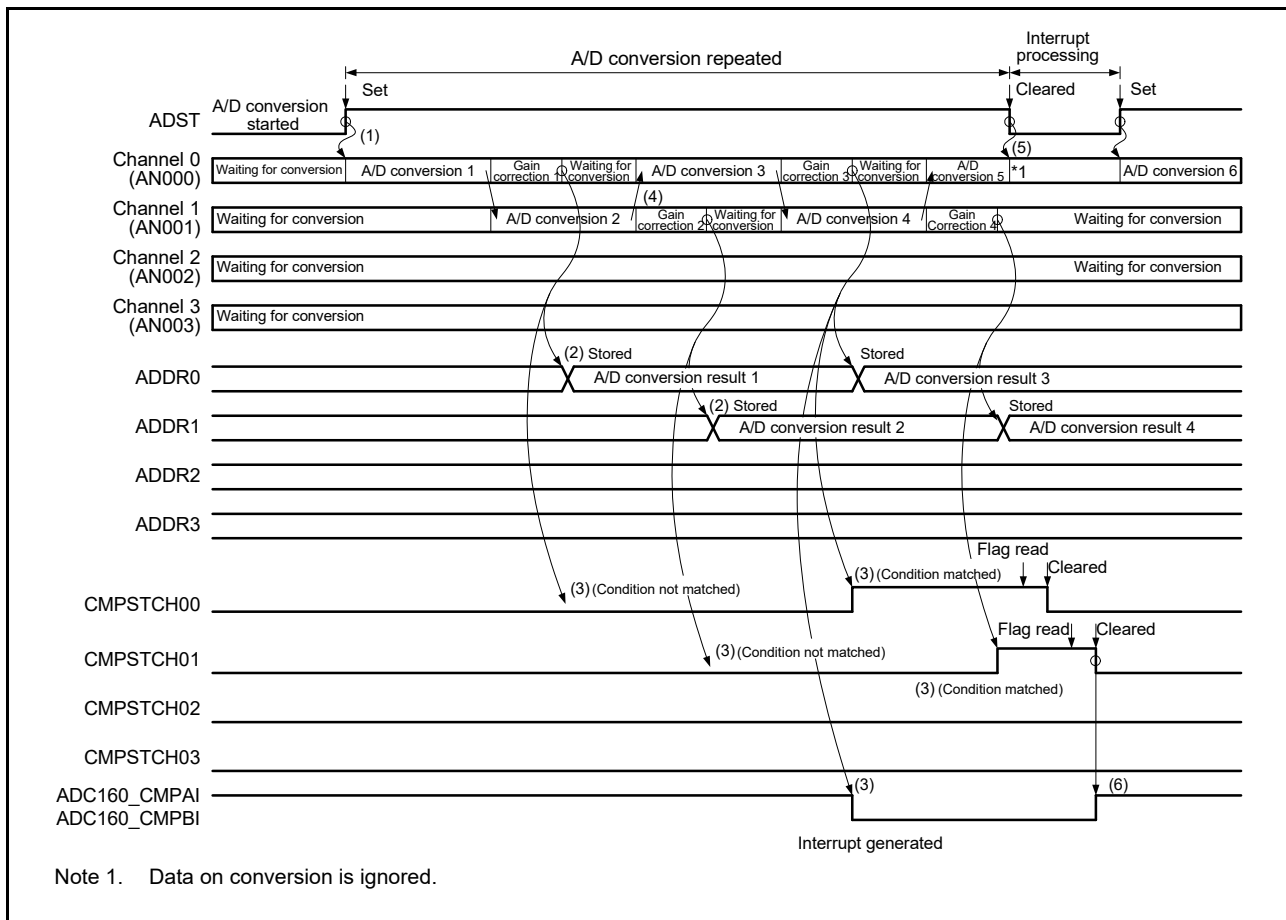 Interrupt
processing
A/D conversion repeated
Set
Cleared
Set
A/D conversion
started
ADST
(1)
(5)
Channel 0
(AN000)
Waiting for conversion
A/D conversion 1
Gain
correction 1
Waiting for
conversion
A/D conversion 3
Gain
correction 3
Waiting for
conversion
A/D
conversion 5
*1
A/D conversion 6
(4)
Channel 1
(AN001)
Waiting for conversion
A/D conversion 2
Gain
correction 2
Waiting for
conversion
A/D conversion 4
Gain
Correction 4
Waiting for conversion
Channel 2
(AN002)
Waiting for conversion
Waiting for conversion
Channel 3
(AN003)
Waiting for conversion
(2) Stored
Stored
ADDR0
A/D conversion result 1
A/D conversion result 3
(2) Stored
Stored
ADDR1
A/D conversion result 2
A/D conversion result 4
ADDR2
ADDR3
Flag read
Cleared
(3) (Condition matched)
(3) (Condition not matched)
CMPSTCH00
Flag read
Cleared
(3) (Condition not matched)
CMPSTCH01
(3) (Condition matched)
CMPSTCH02
CMPSTCH03
ADC160_CMPAI
ADC160_CMPBI
(3)
(6)
Interrupt generated
Note 1. Data on conversion is ignored.